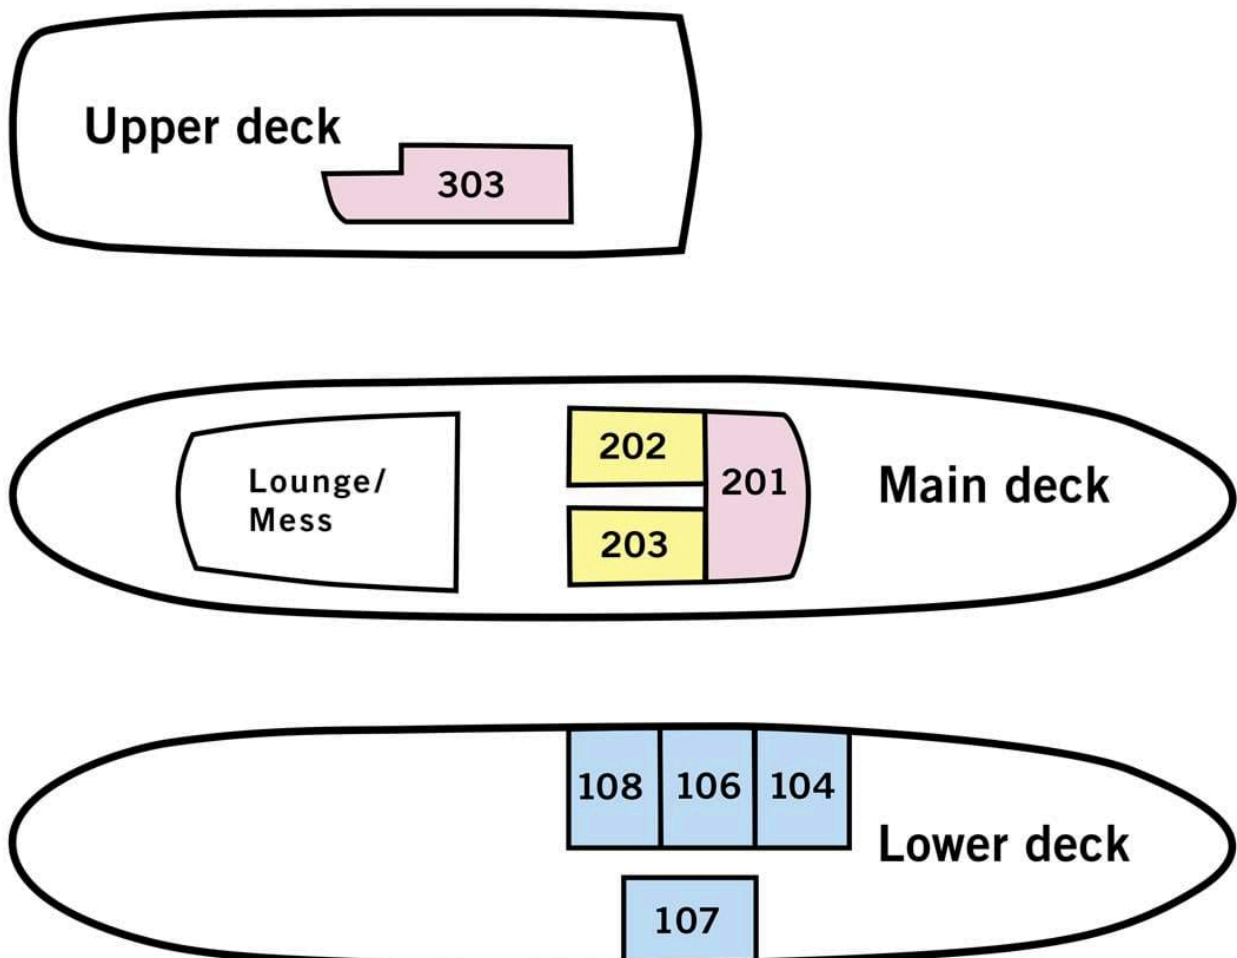 Upper deck
303
202
201
203
Lounge/
Mess
Main deck
108 106 104
Lower deck
107